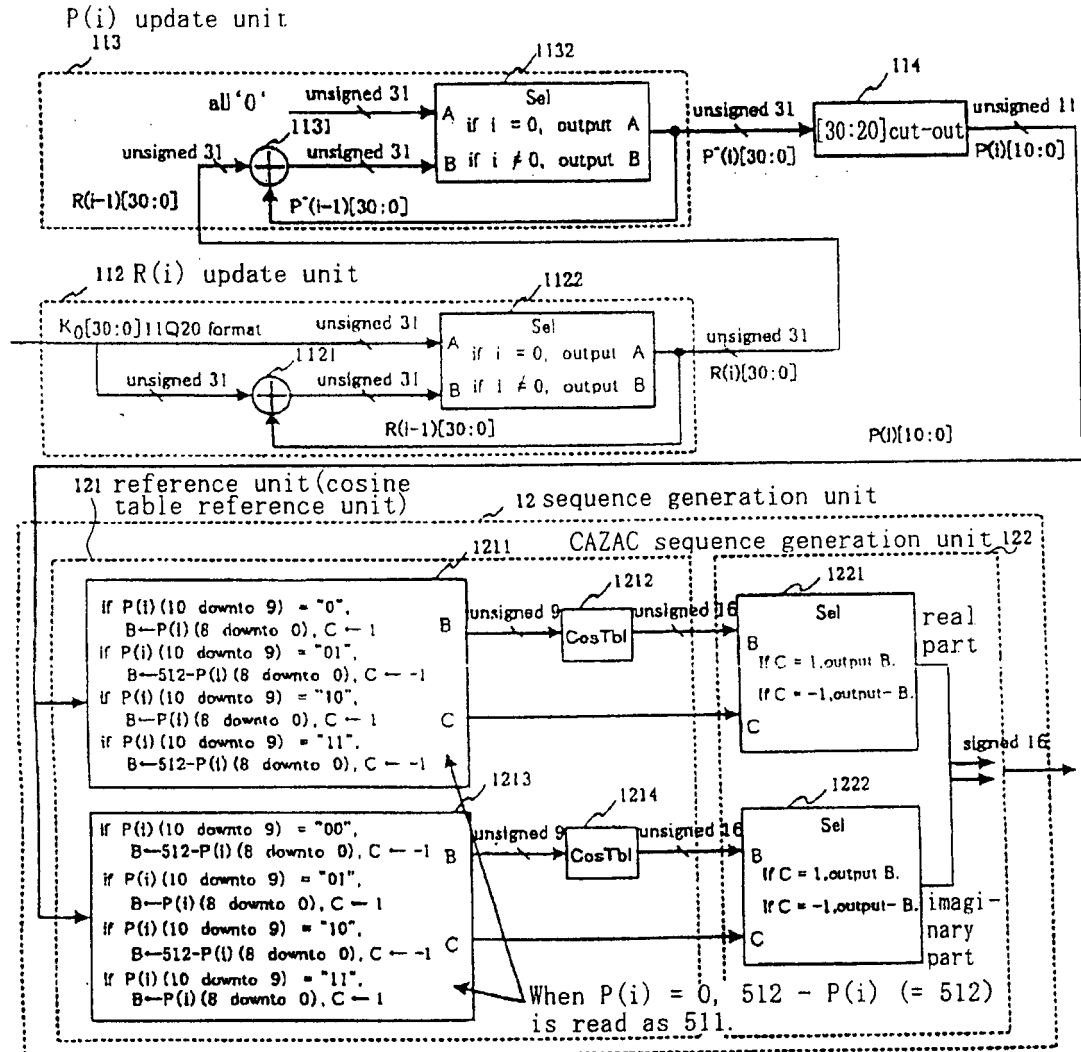 P(i) update unit
113
1132
all '0'
unsigned 31
A
Sel
if i = 0, output A
if i ≠ 0, output B
B
1131
unsigned 31
unsigned 31
R(i-1)[30:0]
P~(i-1)[30:0]
unsigned 31
P~(i)[30:0]
114
[30:20]cut-out
unsigned 11
P(i)[10:0]
112 R(i) update unit
1122
K0[30:0]11Q20 format
unsigned 31
A
Sel
if i = 0, output A
if i ≠ 0, output B
B
1121
unsigned 31
unsigned 31
R(i-1)[30:0]
unsigned 31
R(i)[30:0]
P(i)[10:0]
121 reference unit(cosine
table reference unit)
12 sequence generation unit
CAZAC sequence generation unit 122
1211
if P(i)(10 downto 9) = "0",
B←P(i)(8 downto 0), C ← 1
if P(i)(10 downto 9) = "01",
B←512-P(i)(8 downto 0), C ← -1
if P(i)(10 downto 9) = "10",
B←P(i)(8 downto 0), C ← 1
if P(i)(10 downto 9) = "11",
B←512-P(i)(8 downto 0), C ← -1
B
C
unsigned 9
1212
CosTbl
unsigned 16
1221
Sel
B
If C = 1,output B.
If C = -1,output- B.
C
real
part
signed 16
1213
if P(i)(10 downto 9) = "00",
B←512-P(i)(8 downto 0), C ← -1
if P(i)(10 downto 9) = "01",
B←P(i)(8 downto 0), C ← 1
if P(i)(10 downto 9) = "10",
B←512-P(i)(8 downto 0), C ← -1
if P(i)(10 downto 9) = "11",
B←P(i)(8 downto 0), C ← 1
B
C
unsigned 9
1214
CosTbl
unsigned 16
1222
Sel
B
If C = 1,output B.
If C = -1,output- B.
C
imagi-
nary
part
When P(i) = 0, 512 - P(i) (= 512)
is read as 511.